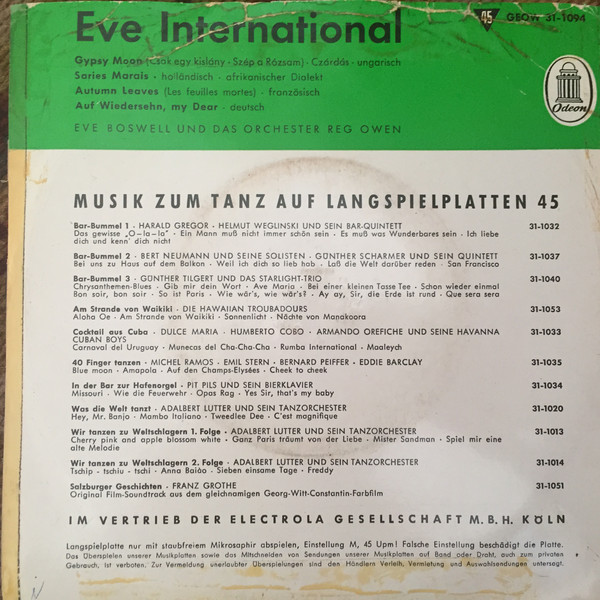 Eve International
45 GEOW 31-1094
Gypsy Moon (Csak egy kislány - Szép a Rózsam) - Czárdás - ungarisch
Saries Marais - holländisch - afrikanischer Dialekt
Autumn Leaves (Les feuilles mortes) - französisch
Auf Wiedersehn, my Dear - deutsch
Odeon
EVE BOSWELL UND DAS ORCHESTER REG OWEN
MUSIK ZUM TANZ AUF LANGSPIELPLATTEN 45
Bar-Bummel 1 - HARALD GREGOR - HELMUT WEGLINSKI UND SEIN BAR-QUINTETT 31-1032
Das gewisse „O-la-la" - Ein Mann muß nicht immer schön sein - Es muß was Wunderbares sein - Ich liebe
dich und kenn' dich nicht
Bar-Bummel 2 - BERT NEUMANN UND SEINE SOLISTEN - GÜNTHER SCHARMER UND SEIN QUINTETT 31-1037
Bei uns zu Haus auf dem Balkon - Weil ich dich so lieb hab - Laß die Welt darüber reden - San Francisco
Bar-Bummel 3 - GÜNTHER TILGERT UND DAS STARLIGHT-TRIO 31-1040
Chrysanthemen-Blues - Gib mir dein Wort - Ave Maria - Bei einer kleinen Tasse Tee - Schon wieder einmal
Bon soir, bon soir - So ist Paris - Wie wär's, wie wär's? - Ay ay, Sir, die Erde ist rund - Que sera sera
Am Strande von Waikiki - DIE HAWAIIAN TROUBADOURS 31-1053
Aloha Oe - Am Strande von Waikiki - Sonnenlicht - Nächte von Manakoora
Cocktail aus Cuba - DULCE MARIA - HUMBERTO COBO - ARMANDO OREFICHE UND SEINE HAVANNA 31-1033
CUBAN BOYS
Carnaval del Uruguay - Munecas del Cha-Cha-Cha - Rumba International - Maaleych
40 Finger tanzen - MICHEL RAMOS - EMIL STERN - BERNARD PEIFFER - EDDIE BARCLAY 31-1035
Blue moon - Amapola - Auf den Champs-Elysées - Cheek to cheek
In der Bar zur Hafenorgel - PIT PILS UND SEIN BIERKLAVIER 31-1034
Missouri - Wie die Feuerwehr - Opas Rag - Yes Sir, that's my baby
Was die Welt tanzt - ADALBERT LUTTER UND SEIN TANZORCHESTER 31-1020
Hey, Mr. Banjo - Mambo Italiano - Tweedlee Dee - C'est magnifique
Wir tanzen zu Weltschlagern 1. Folge - ADALBERT LUTTER UND SEIN TANZORCHESTER 31-1013
Cherry pink and apple blossom white - Ganz Paris träumt von der Liebe - Mister Sandman - Spiel mir eine
alte Melodie
Wir tanzen zu Weltschlagern 2. Folge - ADALBERT LUTTER UND SEIN TANZORCHESTER 31-1014
Tschip - tschiu - tschi - Anna Baiâo - Sieben einsame Tage - Freddy
Salzburger Geschichten - FRANZ GROTHE 31-1051
Original Film-Soundtrack aus dem gleichnamigen Georg-Witt-Constantin-Farbfilm
IM VERTRIEB DER ELECTROLA GESELLSCHAFT M.B.H. KÖLN
Langspielplatte nur mit staubfreiem Mikrosaphir abspielen, Einstellung M, 45 Upm! Falsche Einstellung beschädigt die Platte.
Das Überspielen unserer Musikplatten sowie das Mitschneiden von Sendungen unserer Musikplatten auf Band oder Draht, auch zum privaten
Gebrauch, ist verboten. Zur Vermeidung unerlaubter Überspielungen sind den Händlern Verleih, Vermietung und Auswahlsendungen untersagt.